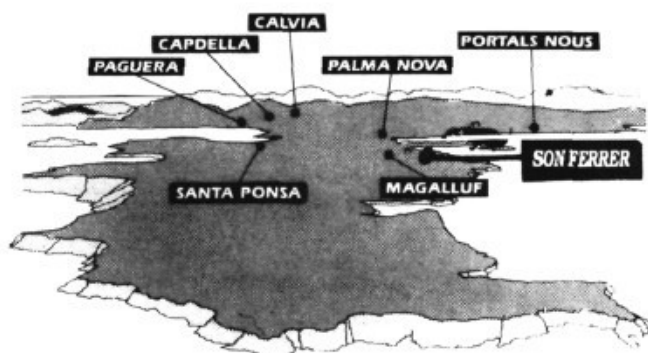 CALVIA
CAPDELLA
PORTALS NOUS
PAGUERA
PALMA NOVA
SON FERRER
SANTA PONSA
MAGALLUF